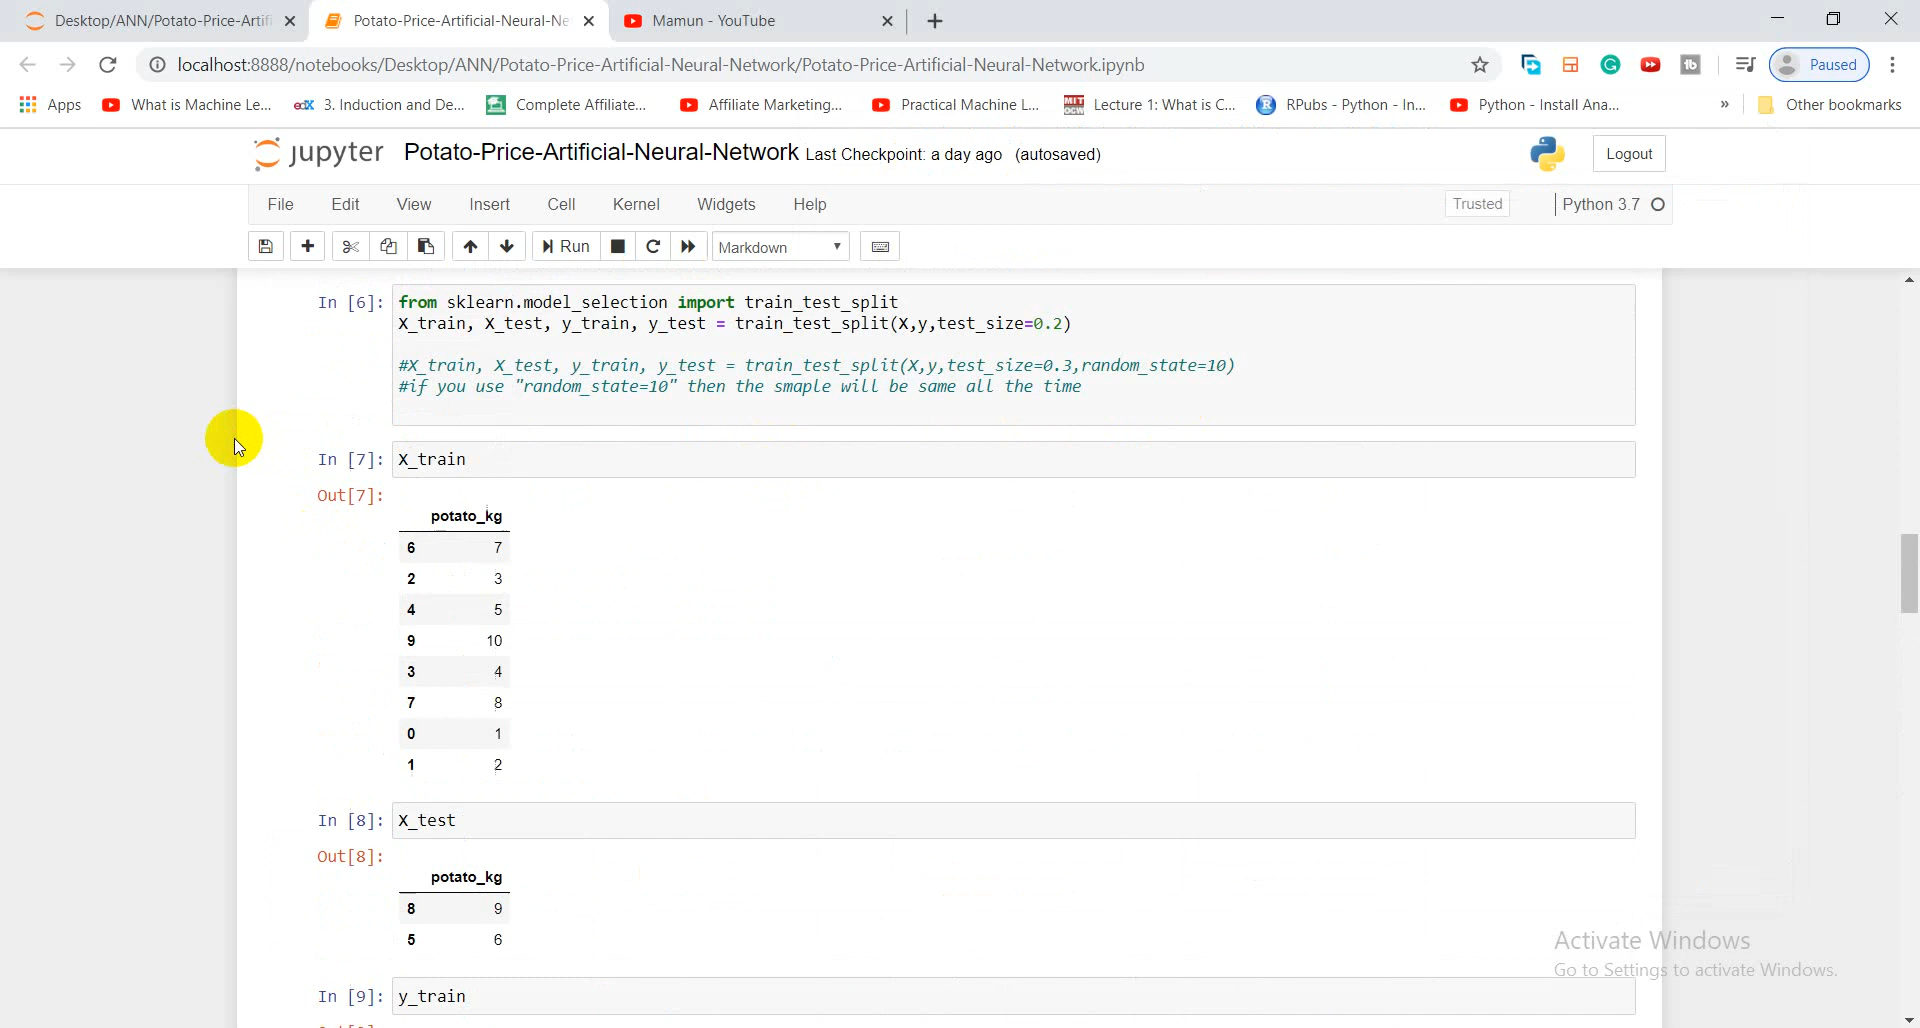 Desktop/ANN/Potato-Price-Artifi
Potato-Price-Artificial-Neural-Ne
Mamun - YouTube
localhost:8888/notebooks/Desktop/ANN/Potato-Price-Artificial-Neural-Network/Potato-Price-Artificial-Neural-Network.ipynb
Paused
Apps What is Machine Le... edX 3. Induction and De... Complete Affiliate... Affiliate Marketing... Practical Machine L... MIT OCW Lecture 1: What is C... R RPubs - Python - In... Python - Install Ana... » Other bookmarks
jupyter Potato-Price-Artificial-Neural-Network Last Checkpoint: a day ago (autosaved) Logout
File Edit View Insert Cell Kernel Widgets Help Trusted Python 3.7
Run Markdown
In [6]: from sklearn.model_selection import train_test_split
X_train, X_test, y_train, y_test = train_test_split(X,y,test_size=0.2)
#X_train, X_test, y_train, y_test = train_test_split(X,y,test_size=0.3,random_state=10)
#if you use "random_state=10" then the smaple will be same all the time
In [7]: X_train
Out[7]:
potato_kg
6 7
2 3
4 5
9 10
3 4
7 8
0 1
1 2
In [8]: X_test
Out[8]:
potato_kg
8 9
5 6
Activate Windows
Go to Settings to activate Windows.
In [9]: y_train